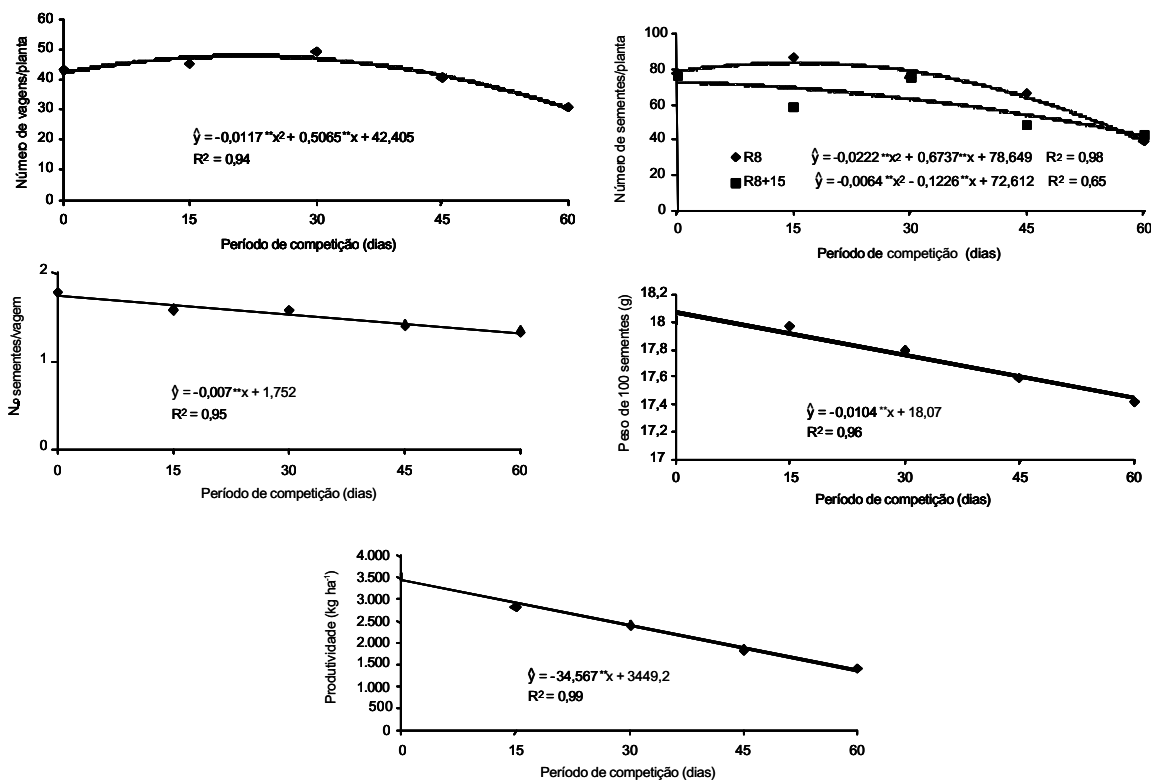 Número de vagens/planta
60
50
40
30
20
10
0
ŷ = -0,0117**x² + 0,5065**x + 42,405
R² = 0,94
0 15 30 45 60
Período de competição (dias)
Número de sementes/planta
100
80
60
40
20
0
R8 ŷ = -0,0222**x² + 0,6737**x + 78,649 R² = 0,98
R8+15 ŷ = -0,0064**x² - 0,1226**x + 72,612 R² = 0,65
0 15 30 45 60
Período de competição (dias)
Nº sementes/vagem
2
1
0
ŷ = -0,007**x + 1,752
R² = 0,95
0 15 30 45 60
Período de competição (dias)
Peso de 100 sementes (g)
18,2
18
17,8
17,6
17,4
17,2
17
ŷ = -0,0104**x + 18,07
R² = 0,96
0 15 30 45 60
Período de competição (dias)
Produtividade (kg ha⁻¹)
4.000
3.500
3.000
2.500
2.000
1.500
1.000
500
0
ŷ = -34,567**x + 3449,2
R² = 0,99
0 15 30 45 60
Período de competição (dias)